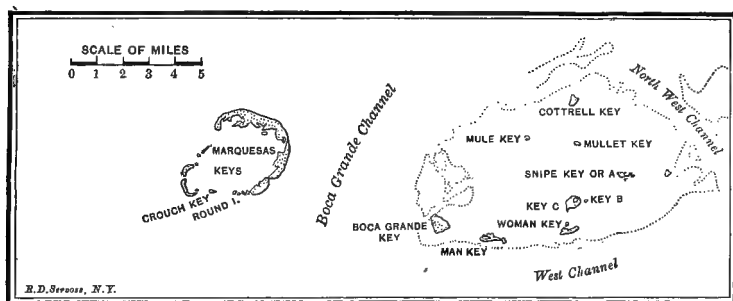 SCALE OF MILES
0 1 2 3 4 5
North West Channel
COTTRELL KEY
Boca Grande Channel
MULE KEY
MULLET KEY
MARQUESAS
KEYS
SNIPE KEY OR A
CROUCH KEY
ROUND I.
KEY C
KEY B
BOCA GRANDE
KEY
WOMAN KEY
MAN KEY
West Channel
R.D. Servoss, N.Y.